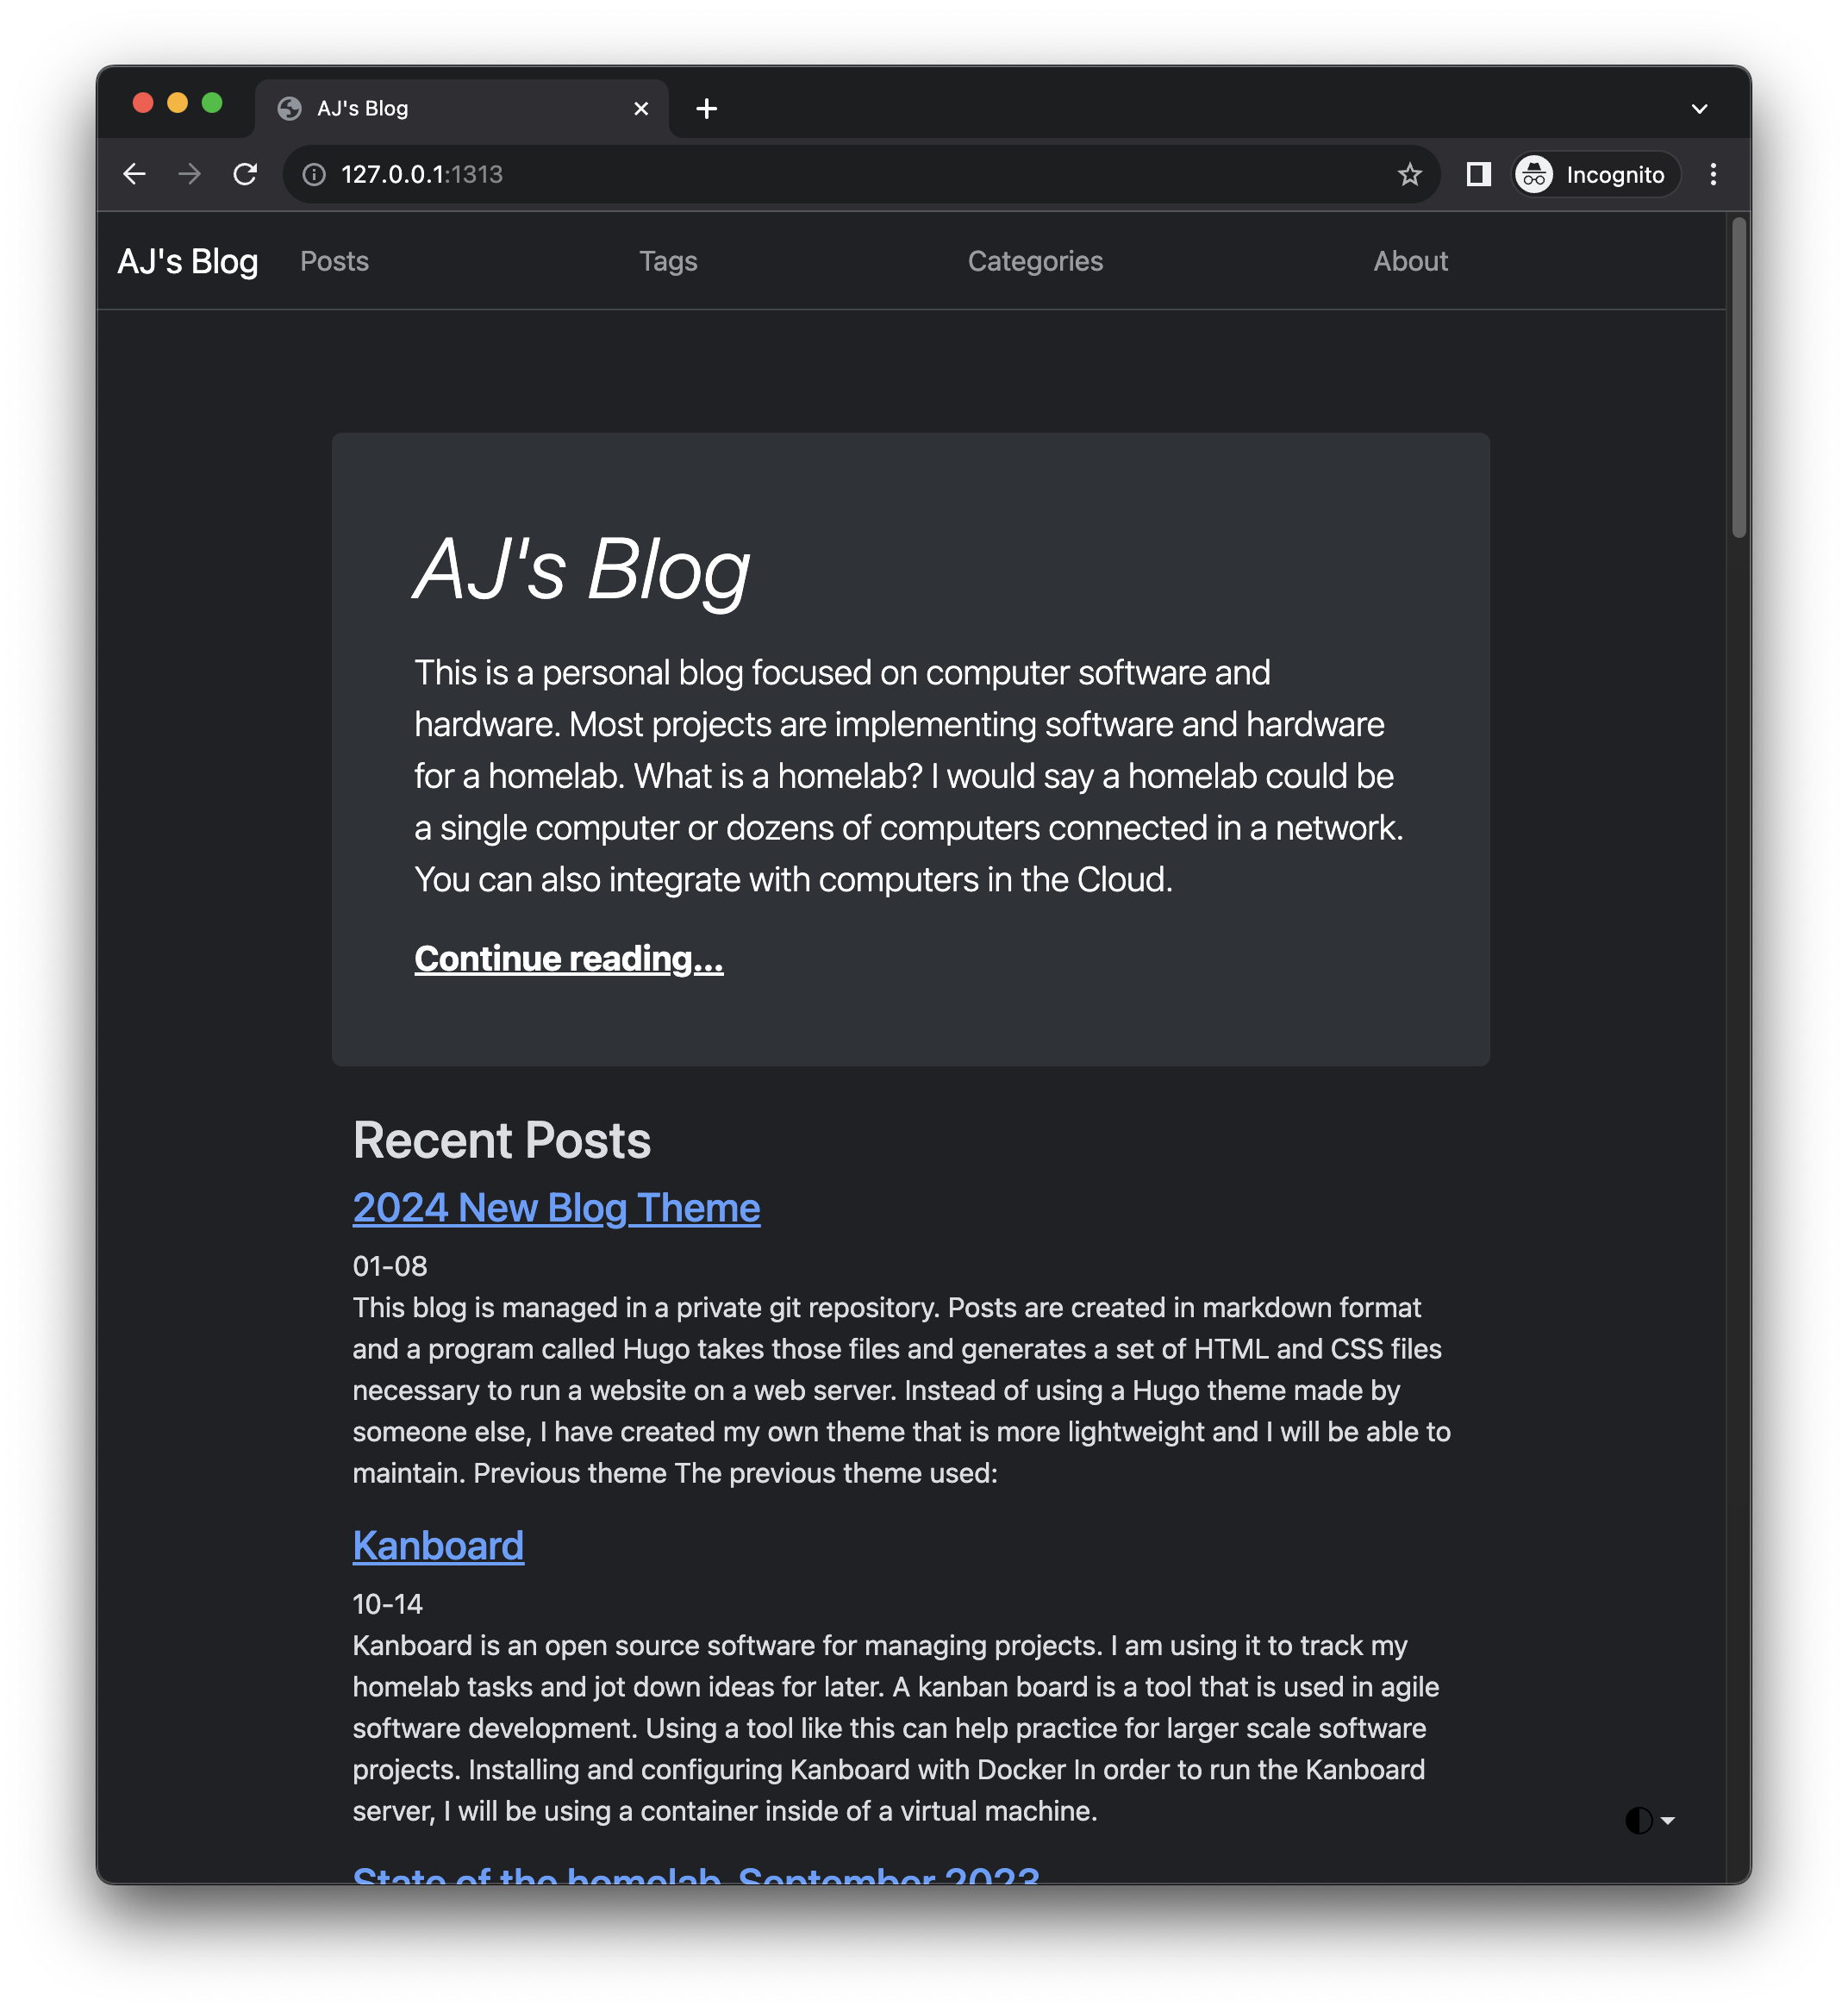 AJ's Blog
127.0.0.1:1313
Incognito
AJ's Blog Posts Tags Categories About
AJ's Blog
This is a personal blog focused on computer software and
hardware. Most projects are implementing software and hardware
for a homelab. What is a homelab? I would say a homelab could be
a single computer or dozens of computers connected in a network.
You can also integrate with computers in the Cloud.
Continue reading...
Recent Posts
2024 New Blog Theme
01-08
This blog is managed in a private git repository. Posts are created in markdown format
and a program called Hugo takes those files and generates a set of HTML and CSS files
necessary to run a website on a web server. Instead of using a Hugo theme made by
someone else, I have created my own theme that is more lightweight and I will be able to
maintain. Previous theme The previous theme used:
Kanboard
10-14
Kanboard is an open source software for managing projects. I am using it to track my
homelab tasks and jot down ideas for later. A kanban board is a tool that is used in agile
software development. Using a tool like this can help practice for larger scale software
projects. Installing and configuring Kanboard with Docker In order to run the Kanboard
server, I will be using a container inside of a virtual machine.
State of the homelab, September 2023